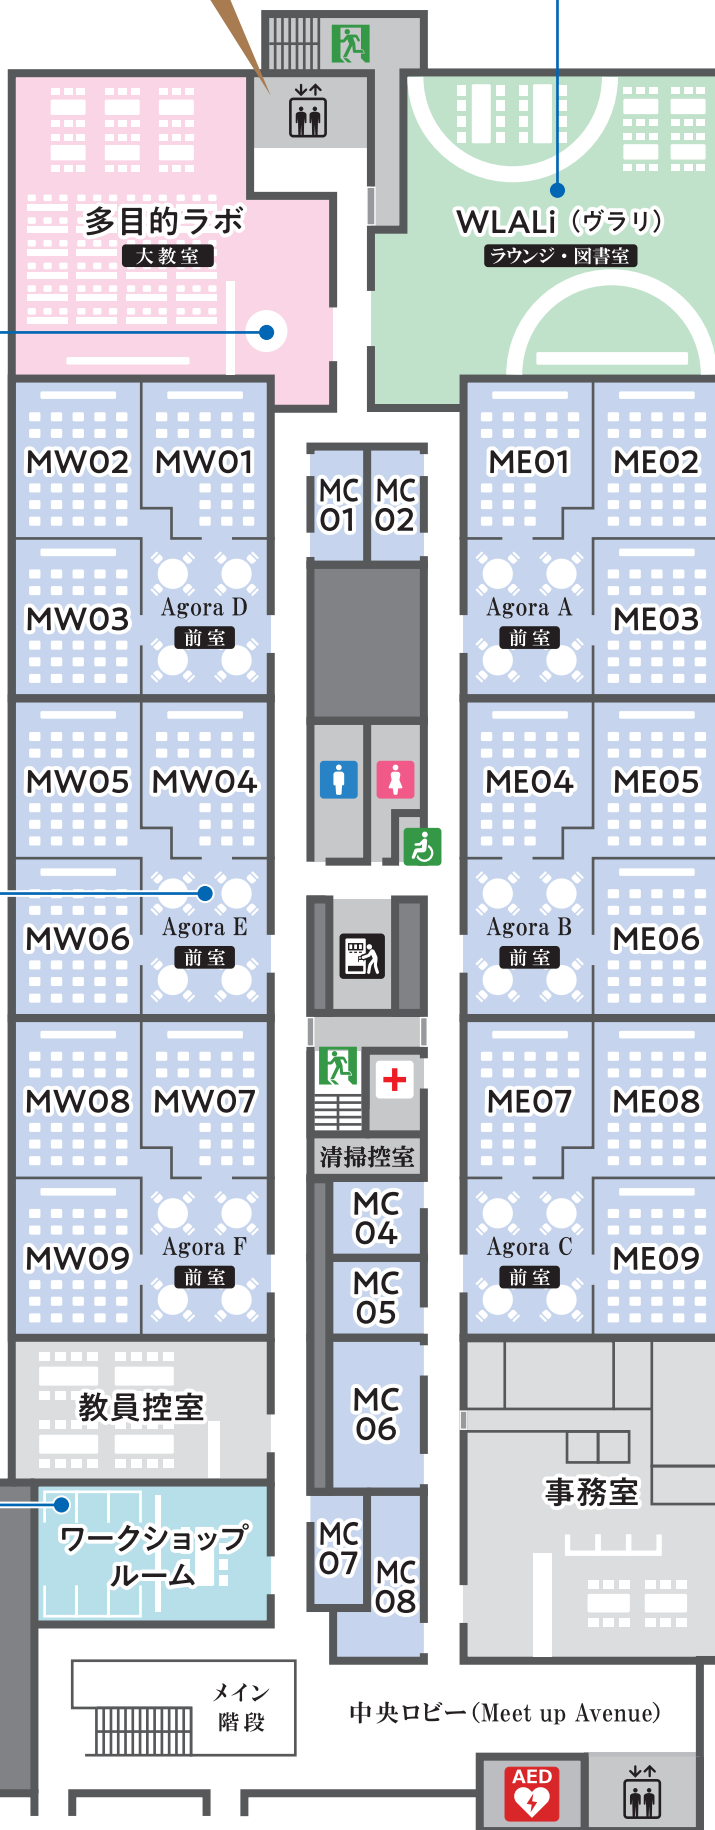 多目的ラボ
大教室
WLALi（ヴラリ）
ラウンジ・図書室
MW02
MW01
MC
01
MC
02
ME01
ME02
MW03
Agora D
前室
Agora A
前室
ME03
MW05
MW04
ME04
ME05
MW06
Agora E
前室
Agora B
前室
ME06
MW08
MW07
ME07
ME08
清掃控室
MW09
Agora F
前室
MC
04
MC
05
Agora C
前室
ME09
教員控室
MC
06
事務室
ワークショップ
ルーム
MC
07
MC
08
メイン
階段
中央ロビー（Meet up Avenue）
AED